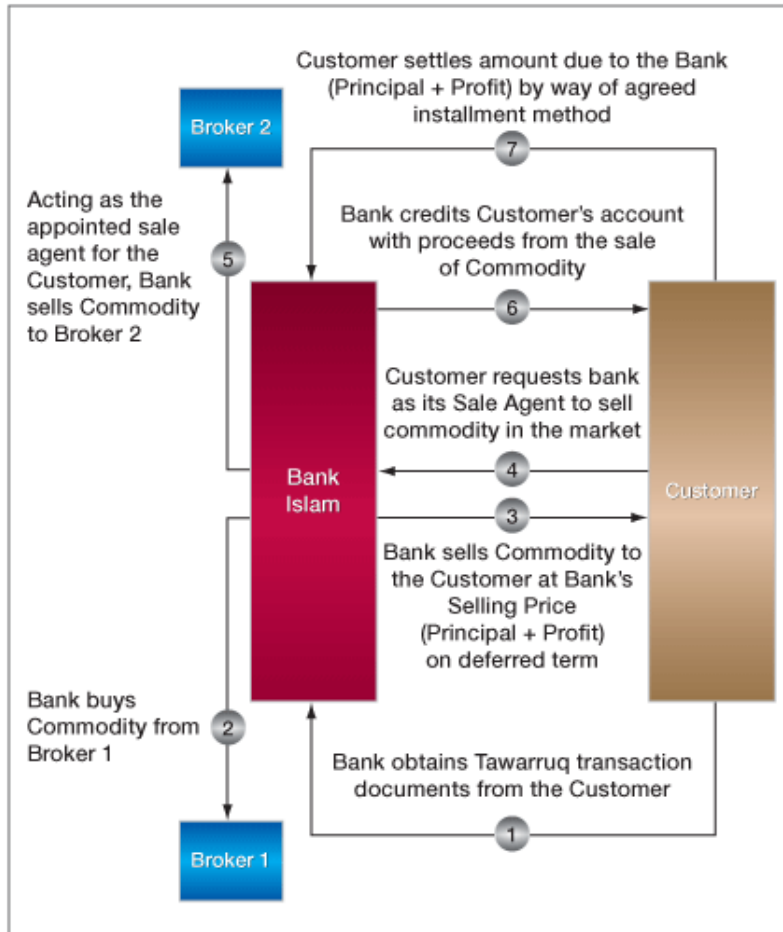 Customer settles amount due to the Bank
(Principal + Profit) by way of agreed
installment method
7
Broker 2
Acting as the
appointed sale
agent for the
Customer, Bank
sells Commodity
to Broker 2
5
Bank credits Customer's account
with proceeds from the sale
of Commodity
6
Customer requests bank
as its Sale Agent to sell
commodity in the market
4
Bank
Islam
Customer
3
Bank sells Commodity to
the Customer at Bank's
Selling Price
(Principal + Profit)
on deferred term
Bank buys
Commodity from
Broker 1
2
Bank obtains Tawarruq transaction
documents from the Customer
1
Broker 1